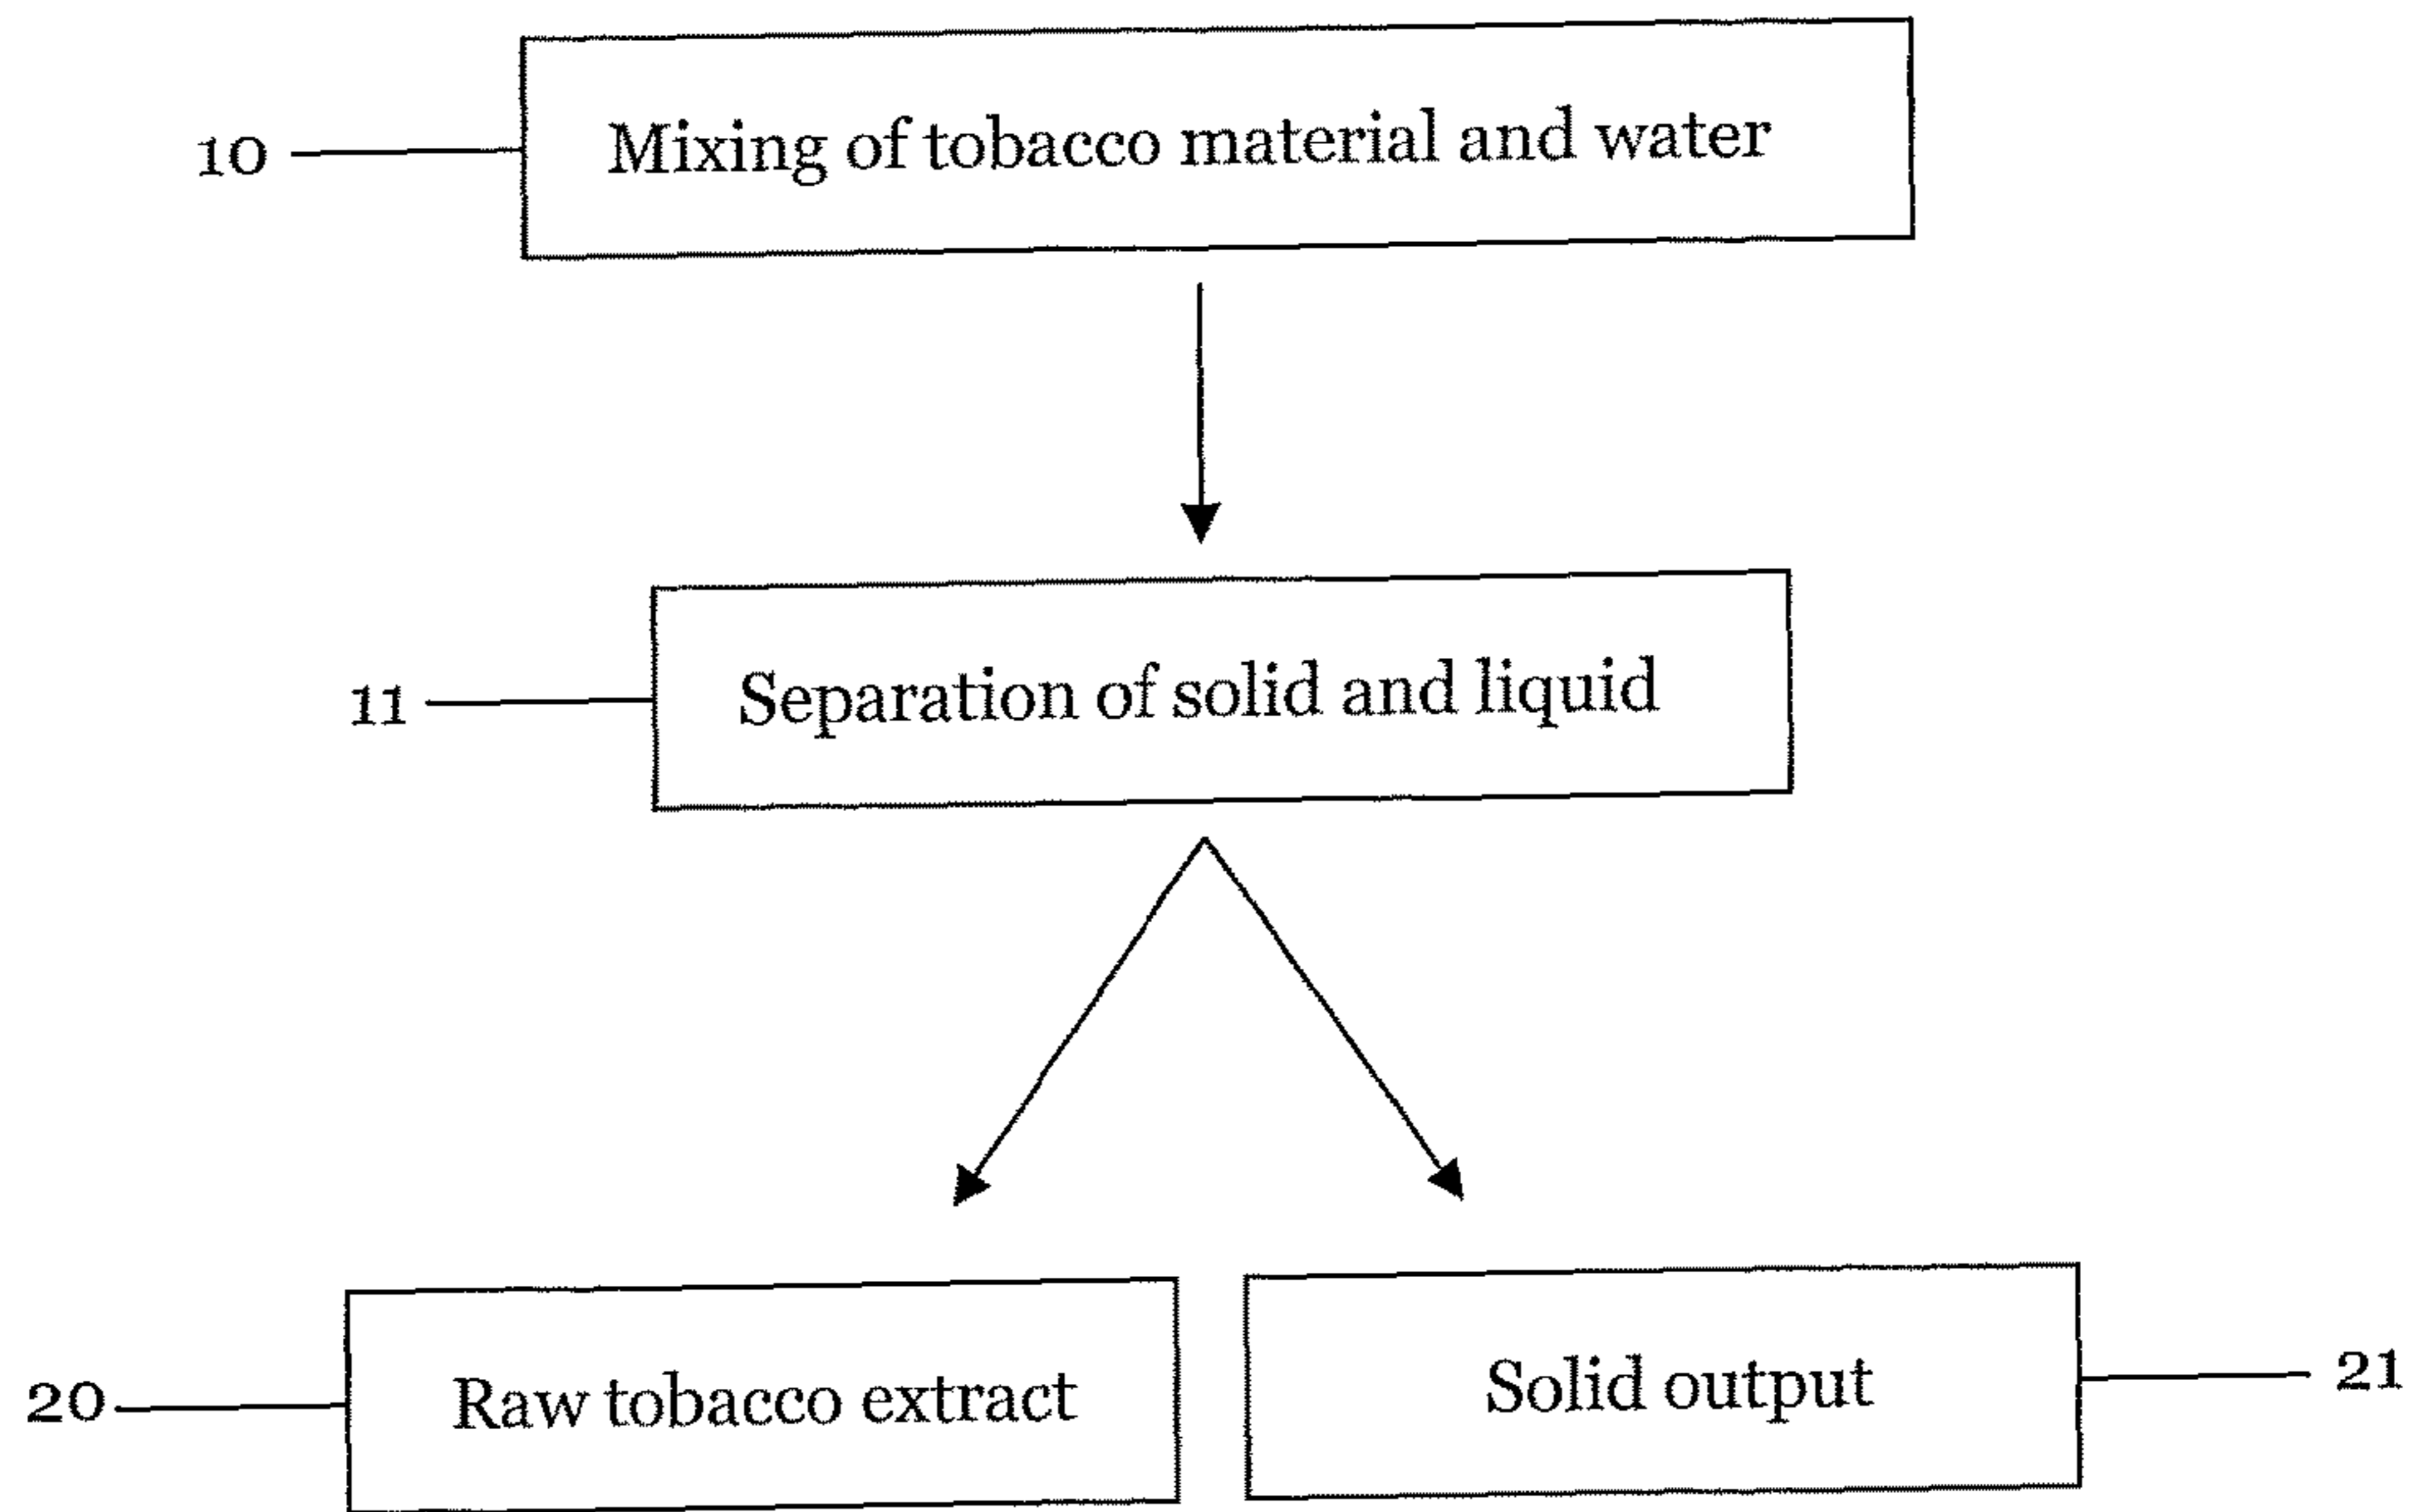 10
Mixing of tobacco material and water
11
Separation of solid and liquid
20
Raw tobacco extract
Solid output
21